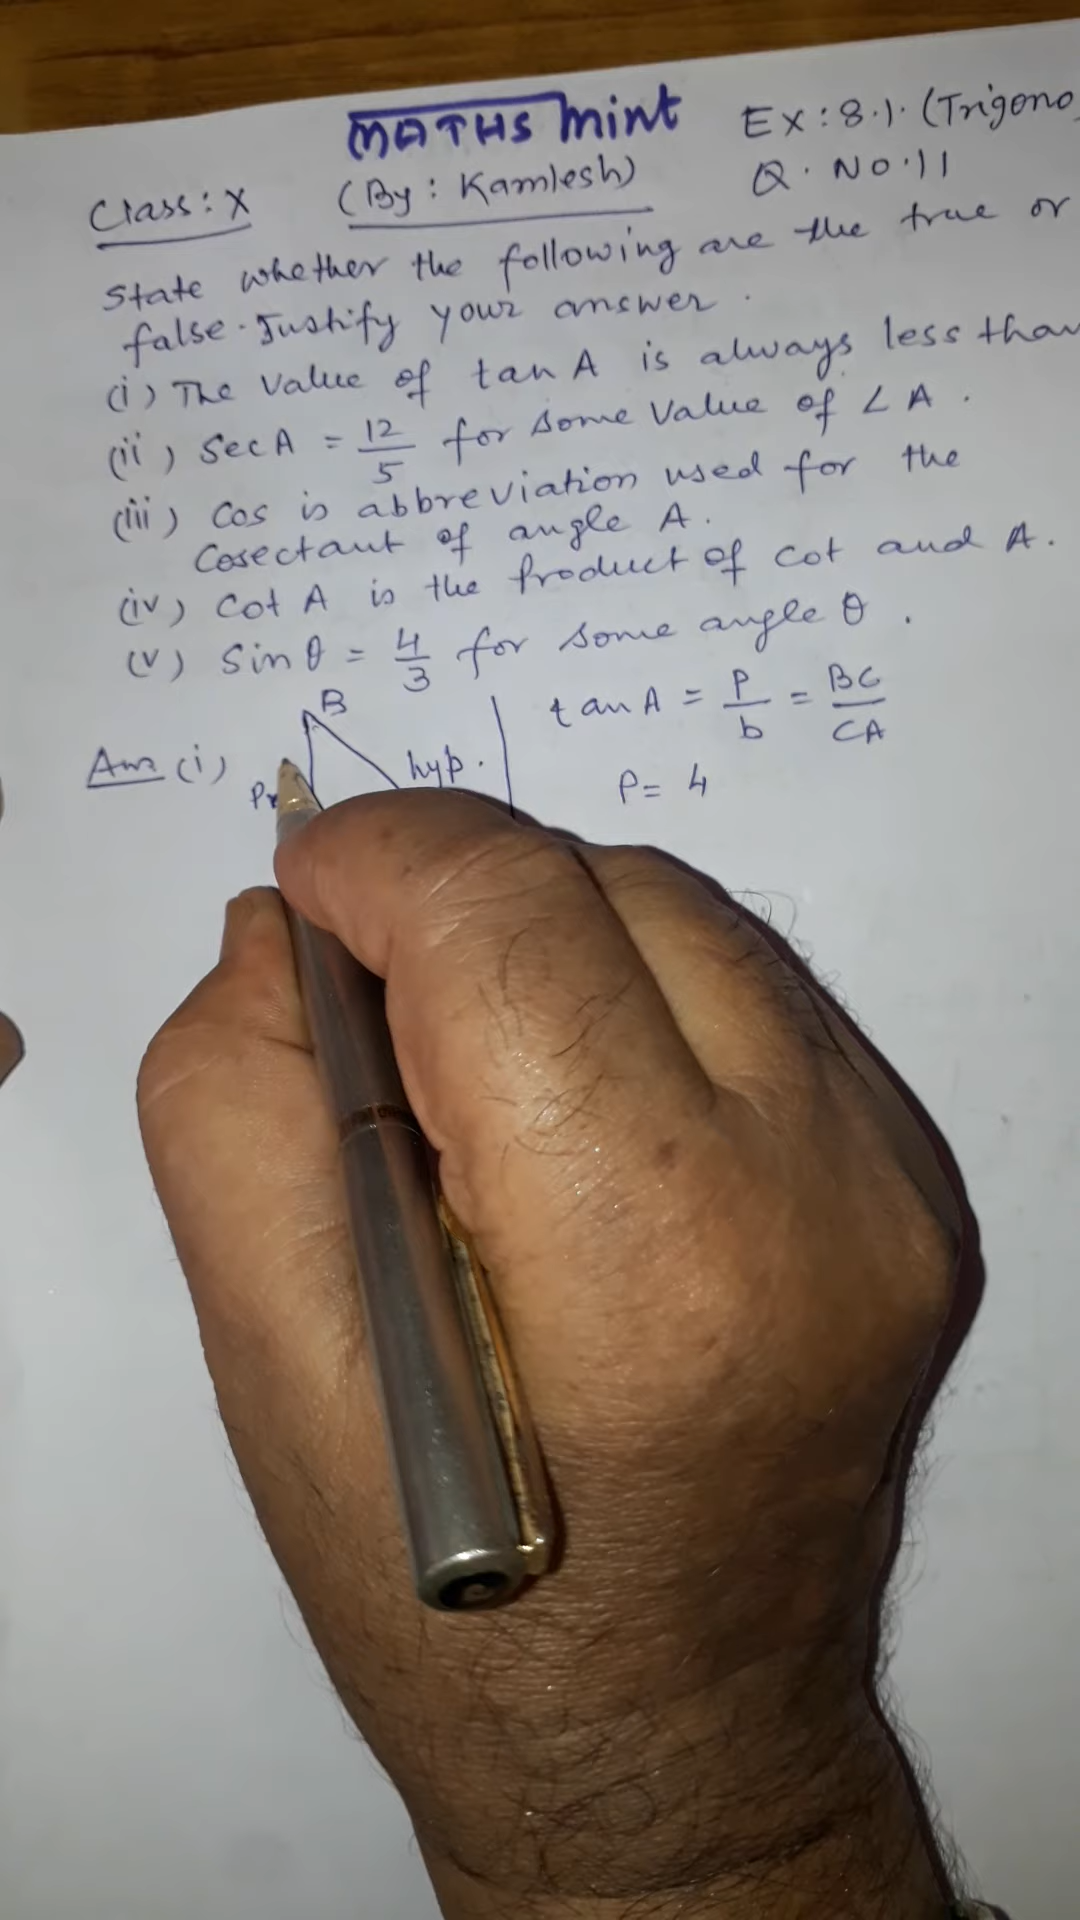 MATHS Mint
Ex: 8.1. (Trigono
Class: X
(By: Kamlesh)
Q. No. 11
State whether the following are the true or
false. Justify your answer.
(i) The value of tan A is always less than
(ii) Sec A = 12/5 for some value of ∠A.
(iii) Cos is abbreviation used for the
Cosectant of angle A.
(iv) Cot A is the product of cot and A.
(v) Sin θ = 4/3 for some angle θ.
B
tan A = P/b = BC/CA
Ans (i)
hyp.
P = 4